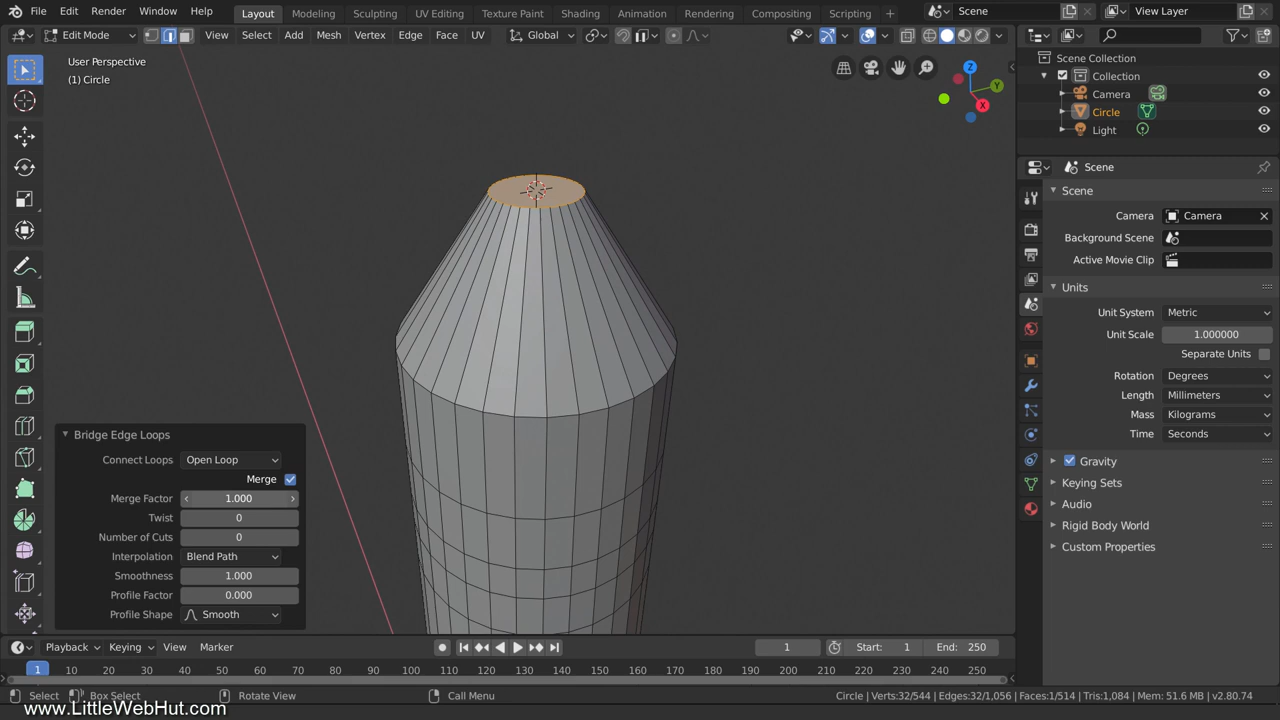 File Edit Render Window Help Layout Modeling Sculpting UV Editing Texture Paint Shading Animation Rendering Compositing Scripting Scene View Layer
Edit Mode View Select Add Mesh Vertex Edge Face UV Global
User Perspective
(1) Circle
Z
Y
X
Scene Collection
Collection
Camera
Circle
Light
Scene
Scene
Camera Camera
Background Scene
Active Movie Clip
Units
Unit System Metric
Unit Scale 1.000000
Separate Units
Rotation Degrees
Length Millimeters
Mass Kilograms
Time Seconds
Gravity
Keying Sets
Audio
Rigid Body World
Custom Properties
Bridge Edge Loops
Connect Loops Open Loop
Merge
Merge Factor 1.000
Twist 0
Number of Cuts 0
Interpolation Blend Path
Smoothness 1.000
Profile Factor 0.000
Profile Shape Smooth
Playback Keying View Marker 1 Start: 1 End: 250
1 10 20 30 40 50 60 70 80 90 100 110 120 130 140 150 160 170 180 190 200 210 220 230 240 250
Select Box Select Rotate View Call Menu Circle | Verts:32/544 | Edges:32/1,056 | Faces:1/514 | Tris:1,084 | Mem: 51.6 MB | v2.80.74
www.LittleWebHut.com